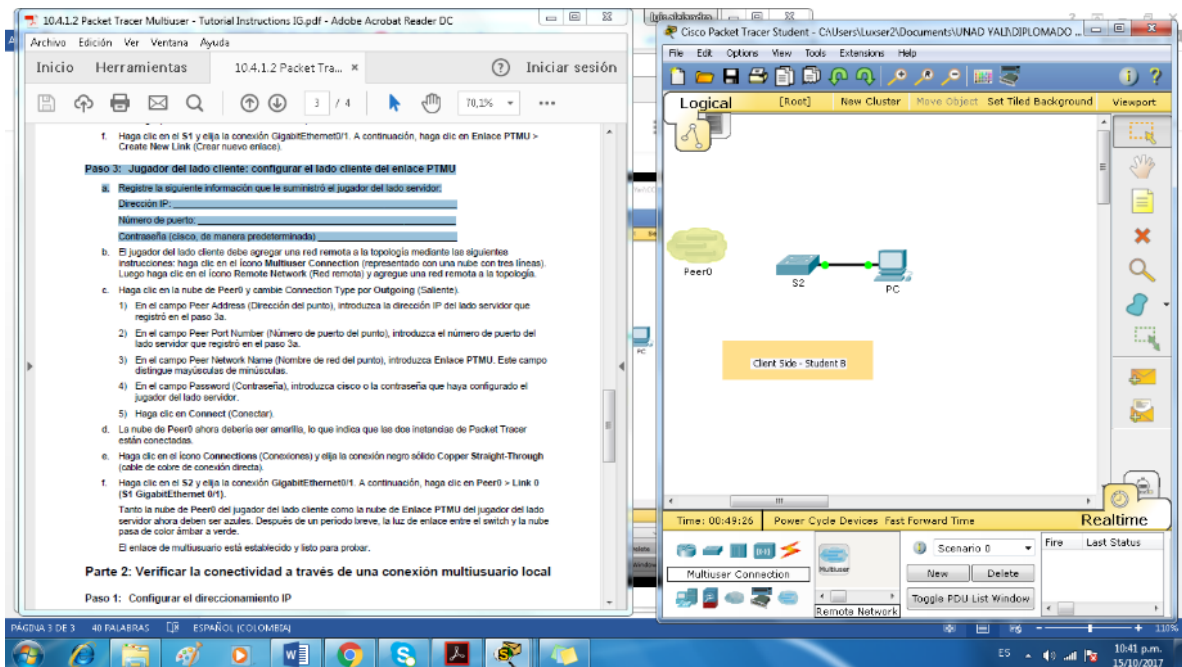 10.4.1.2 Packet Tracer Multiuser - Tutorial Instructions IG.pdf - Adobe Acrobat Reader DC
Archivo Edición Ver Ventana Ayuda
Inicio Herramientas 10.4.1.2 Packet Tra... × ? Iniciar sesión
3 / 4 70,1%
f. Haga clic en el S1 y elija la conexión GigabitEthernet0/1. A continuación, haga clic en Enlace PTMU >
Create New Link (Crear nuevo enlace).
Paso 3: Jugador del lado cliente: configurar el lado cliente del enlace PTMU
a. Registre la siguiente información que le suministró el jugador del lado servidor:
Dirección IP:
Número de puerto:
Contraseña (cisco, de manera predeterminada)
b. El jugador del lado cliente debe agregar una red remota a la topología mediante las siguientes
instrucciones: haga clic en el ícono Multiuser Connection (representado con una nube con tres líneas).
Luego haga clic en el ícono Remote Network (Red remota) y agregue una red remota a la topología.
c. Haga clic en la nube de Peer0 y cambie Connection Type por Outgoing (Saliente).
1) En el campo Peer Address (Dirección del punto), introduzca la dirección IP del lado servidor que
registró en el paso 3a.
2) En el campo Peer Port Number (Número de puerto del punto), introduzca el número de puerto del
lado servidor que registró en el paso 3a.
3) En el campo Peer Network Name (Nombre de red del punto), introduzca Enlace PTMU. Este campo
distingue mayúsculas de minúsculas.
4) En el campo Password (Contraseña), introduzca cisco o la contraseña que haya configurado el
jugador del lado servidor.
5) Haga clic en Connect (Conectar).
d. La nube de Peer0 ahora debería ser amarilla, lo que indica que las dos instancias de Packet Tracer
están conectadas.
e. Haga clic en el ícono Connections (Conexiones) y elija la conexión negro sólido Copper Straight-Through
(cable de cobre de conexión directa).
f. Haga clic en el S2 y elija la conexión GigabitEthernet0/1. A continuación, haga clic en Peer0 > Link 0
(S1 GigabitEthernet 0/1).
Tanto la nube de Peer0 del jugador del lado cliente como la nube de Enlace PTMU del jugador del lado
servidor ahora deben ser azules. Después de un período breve, la luz de enlace entre el switch y la nube
pasa de color ámbar a verde.
El enlace de multiusuario está establecido y listo para probar.
Parte 2: Verificar la conectividad a través de una conexión multiusuario local
Paso 1: Configurar el direccionamiento IP
Cisco Packet Tracer Student - C:\Users\Luxser2\Documents\UNAD YALI\DIPLOMADO ...
File Edit Options View Tools Extensions Help
Logical [Root] New Cluster Move Object Set Tiled Background Viewport
Peer0
S2
PC
Client Side - Student B
PC
Time: 00:49:26 Power Cycle Devices Fast Forward Time Realtime
Scenario 0
Fire Last Status
Multiuser
Multiuser Connection
New Delete
Toggle PDU List Window
Remote Network
PÁGINA 3 DE 3 40 PALABRAS ESPAÑOL (COLOMBIA) 110%
ES 10:41 p.m.
15/10/2017